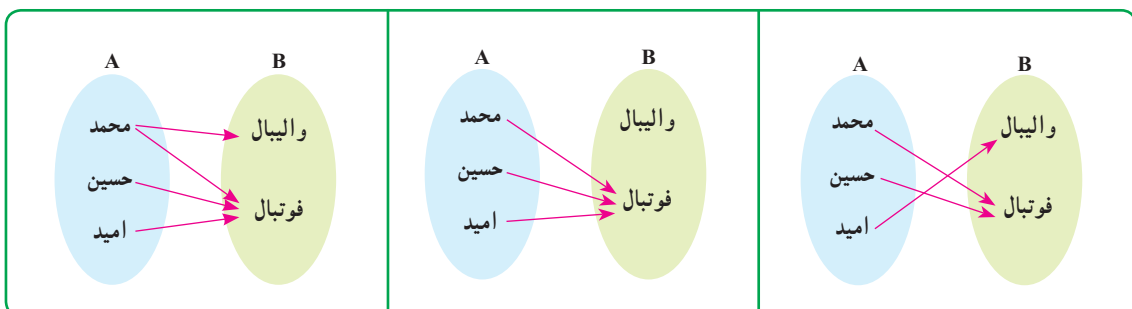 A B
محمد
والیبال
حسین
فوتبال
امید
A B
محمد
والیبال
حسین
فوتبال
امید
A B
محمد
والیبال
حسین
فوتبال
امید